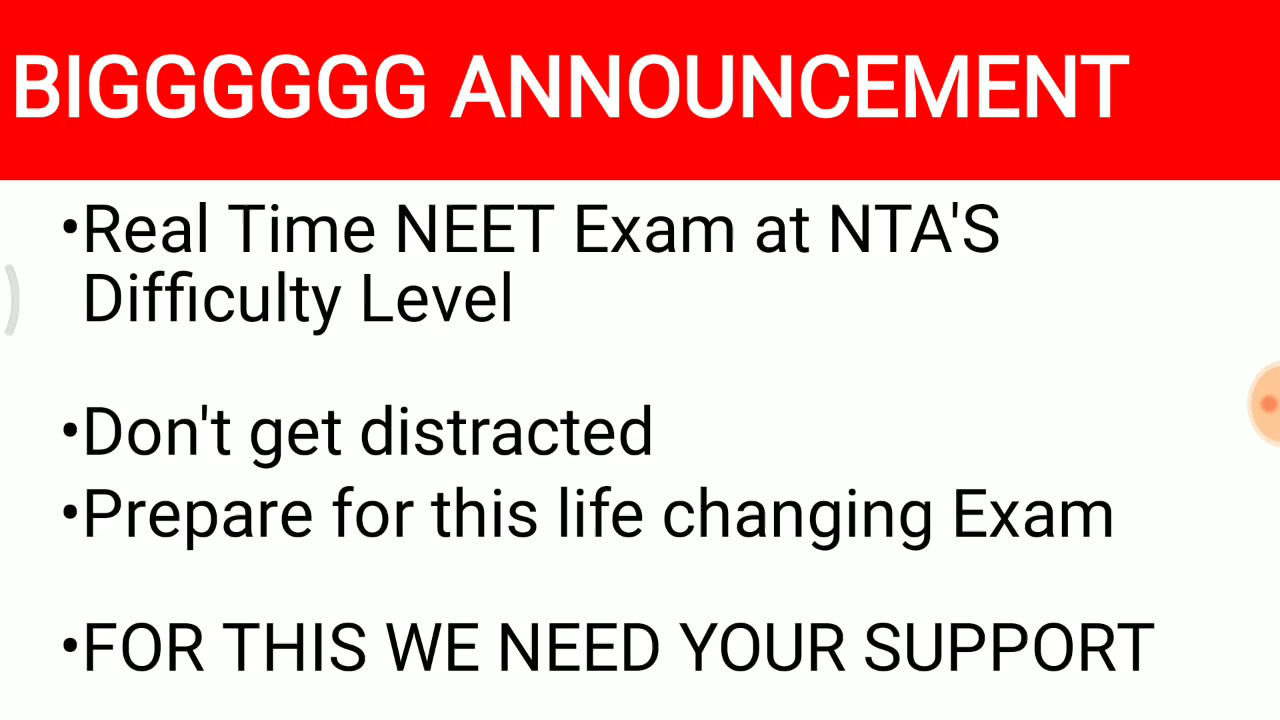 BIGGGGGG ANNOUNCEMENT
•Real Time NEET Exam at NTA'S
Difficulty Level
•Don't get distracted
•Prepare for this life changing Exam
•FOR THIS WE NEED YOUR SUPPORT